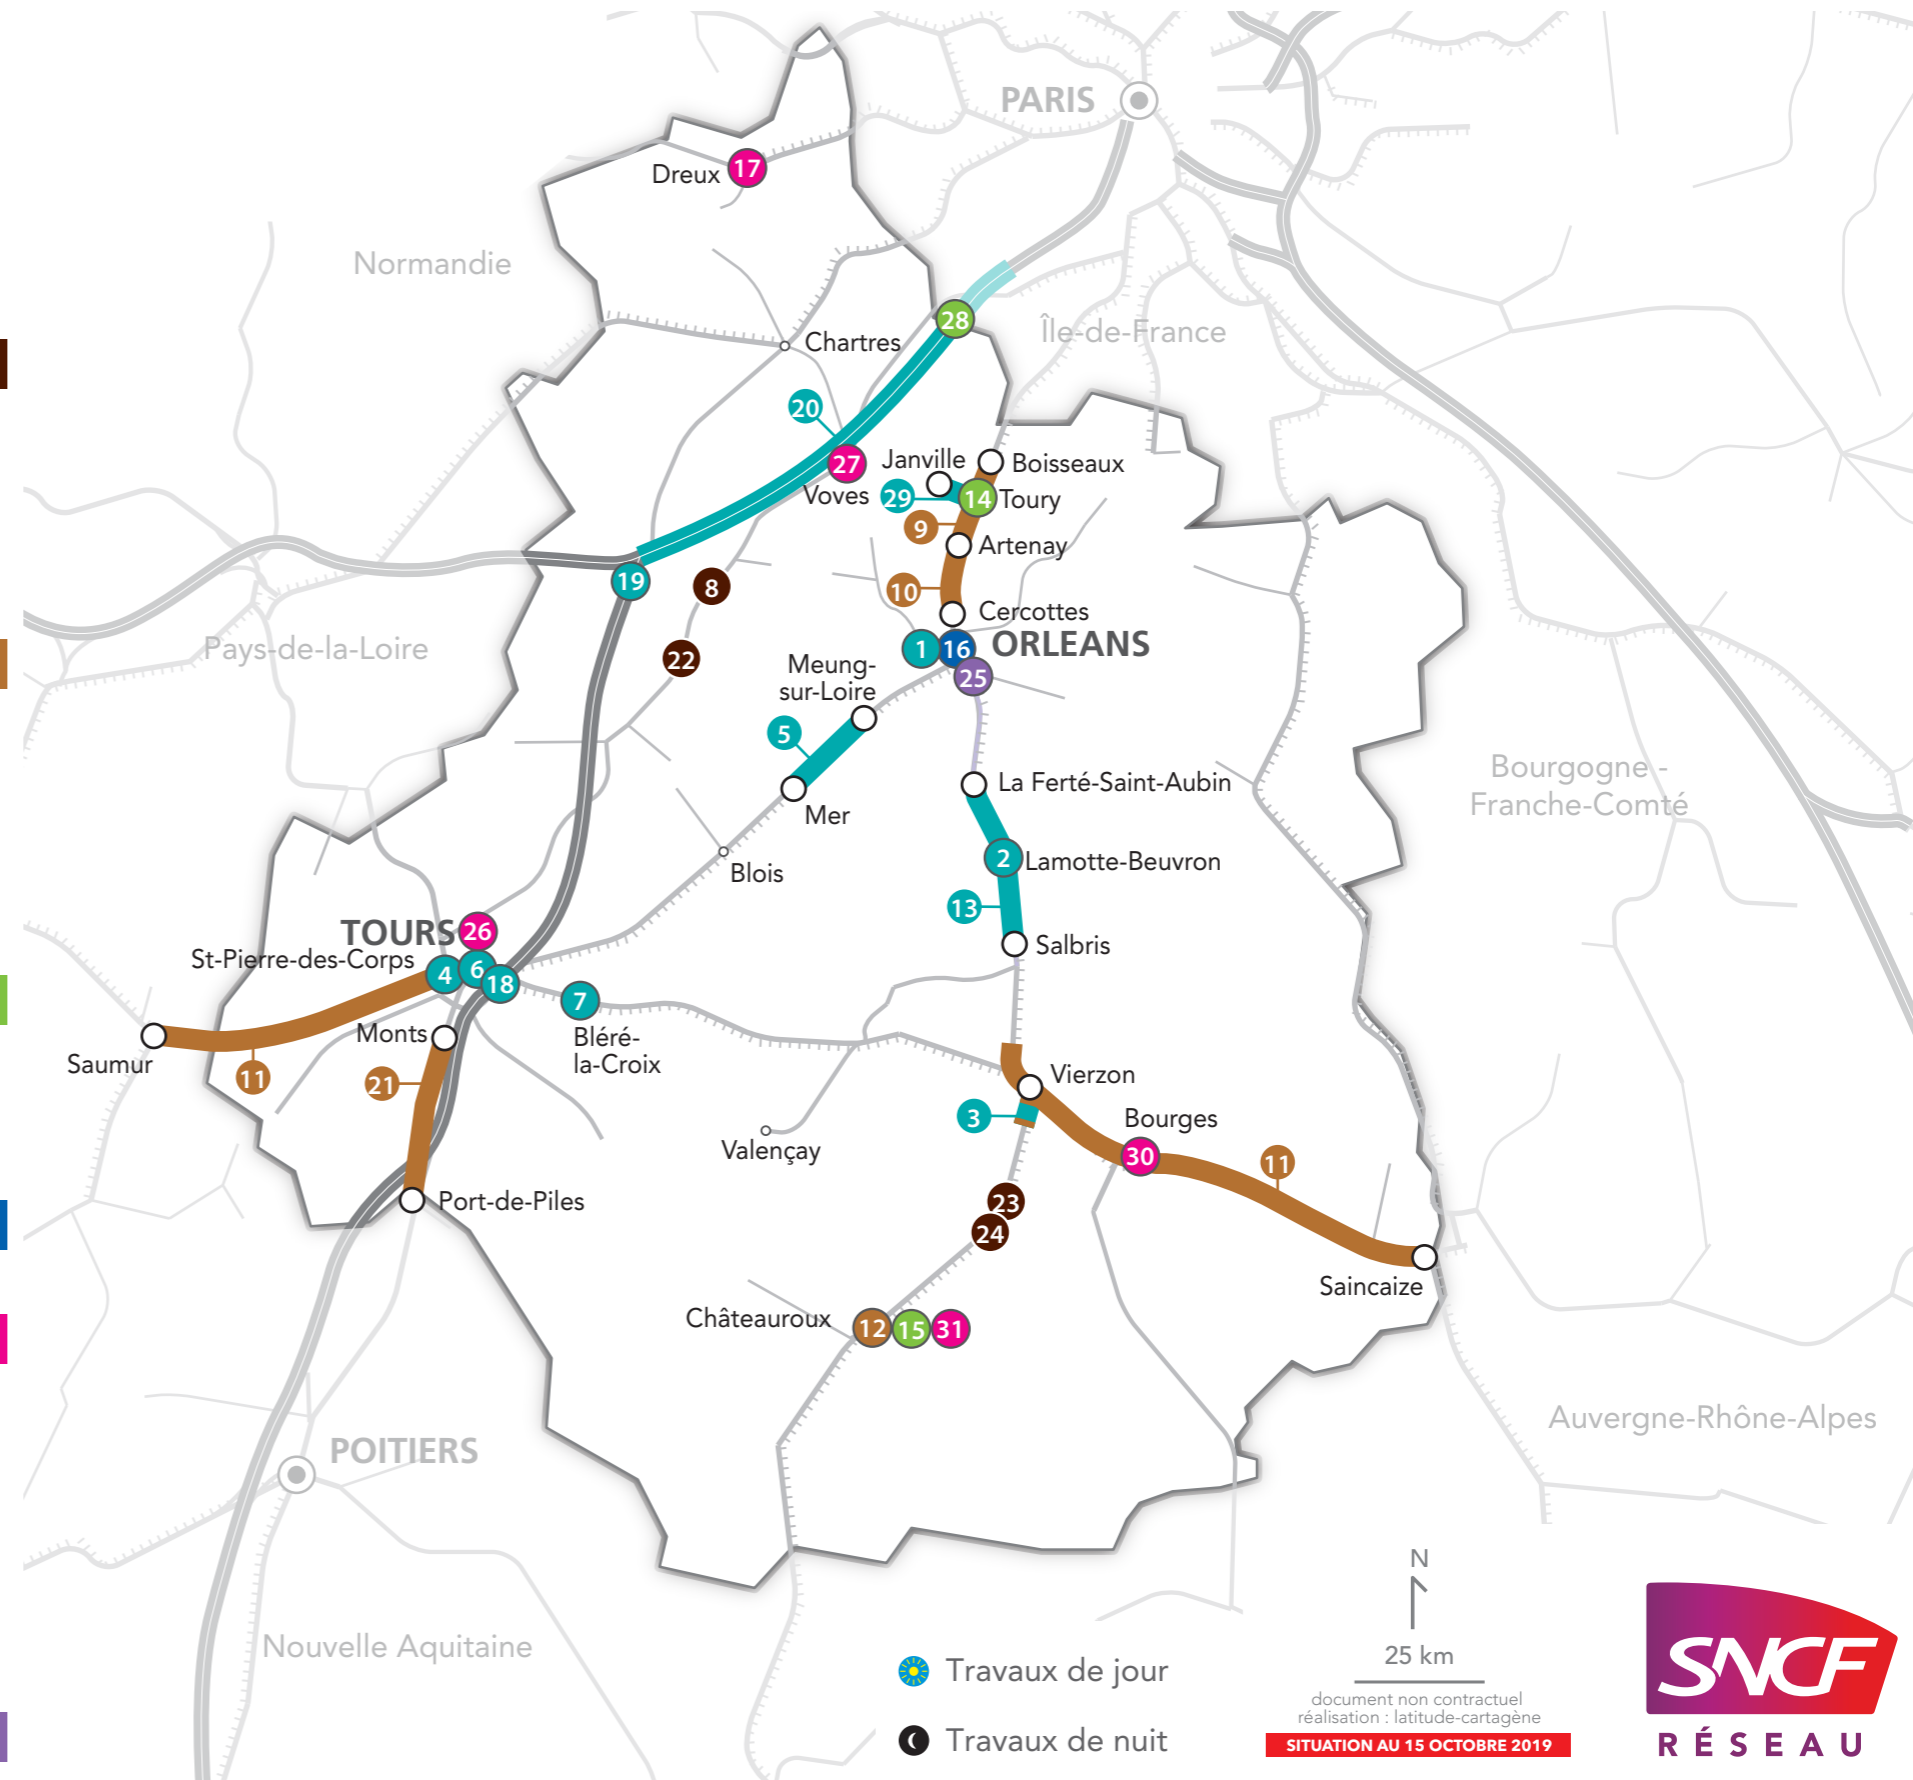 PARIS
17
Dreux
Normandie
28
Île-de-France
Chartres
20
27
Voves
Janville
Boisseaux
29
14
Toury
9
Artenay
8
19
10
Cercottes
1
16
ORLEANS
25
22
Pays-de-la-Loire
Meung-
sur-Loire
5
Mer
La Ferté-Saint-Aubin
Bourgogne -
Franche-Comté
Blois
2
Lamotte-Beuvron
13
Salbris
TOURS
26
St-Pierre-des-Corps
4
6
18
7
Bléré-
la-Croix
Monts
Saumur
11
21
Vierzon
3
Bourges
30
11
Valençay
Port-de-Piles
23
24
Saincaize
Châteauroux
12
15
31
Auvergne-Rhône-Alpes
POITIERS
Nouvelle Aquitaine
Travaux de jour
Travaux de nuit
N
25 km
document non contractuel
réalisation : latitude-cartagène
SITUATION AU 15 OCTOBRE 2019
SNCF
RÉSEAU